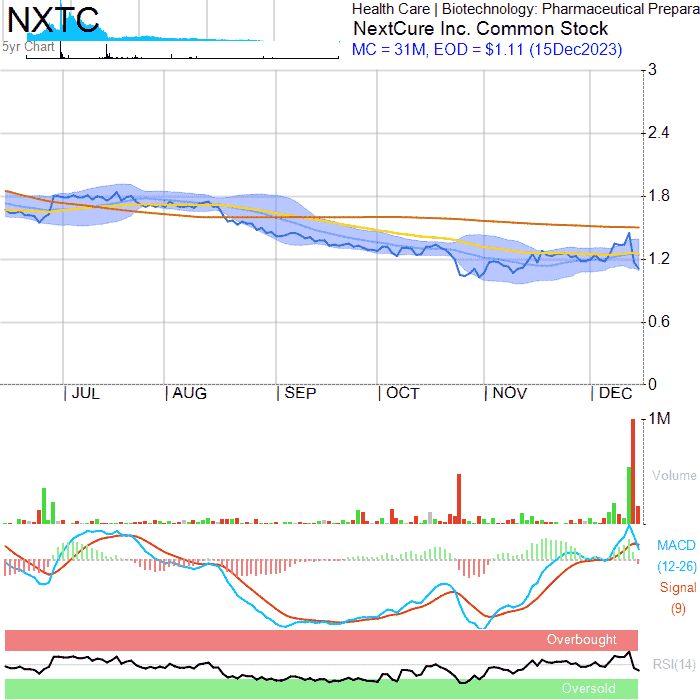 NXTC
5yr Chart
Health Care | Biotechnology: Pharmaceutical Prepara
NextCure Inc. Common Stock
MC = 31M, EOD = $1.11 (15Dec2023)
3
2.4
1.8
1.2
0.6
0
JUL AUG SEP OCT NOV DEC
1M
Volume
MACD
(12-26)
Signal
(9)
Overbought
RSI(14)
Oversold